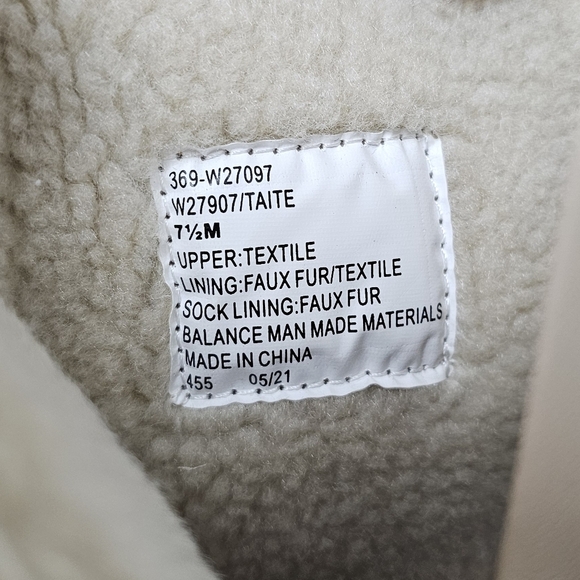 369-W27097
W27907/TAITE
7½M
UPPER:TEXTILE
LINING:FAUX FUR/TEXTILE
SOCK LINING:FAUX FUR
BALANCE MAN MADE MATERIALS
MADE IN CHINA
455 05/21